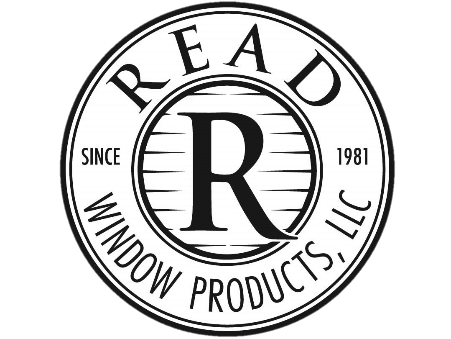 READ
SINCE
R
1981
WINDOW PRODUCTS, LLC